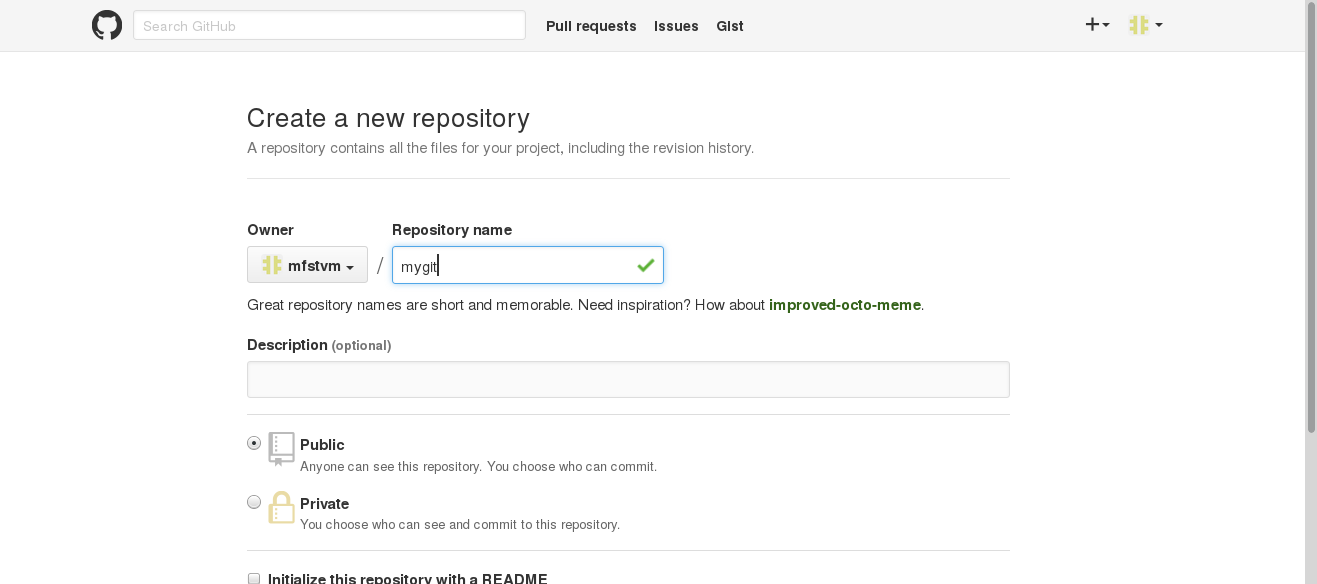 Search GitHub Pull requests Issues Gist
Create a new repository
A repository contains all the files for your project, including the revision history.
Owner Repository name
mfstvm / mygit
Great repository names are short and memorable. Need inspiration? How about improved-octo-meme.
Description (optional)
Public
Anyone can see this repository. You choose who can commit.
Private
You choose who can see and commit to this repository.
Initialize this repository with a README